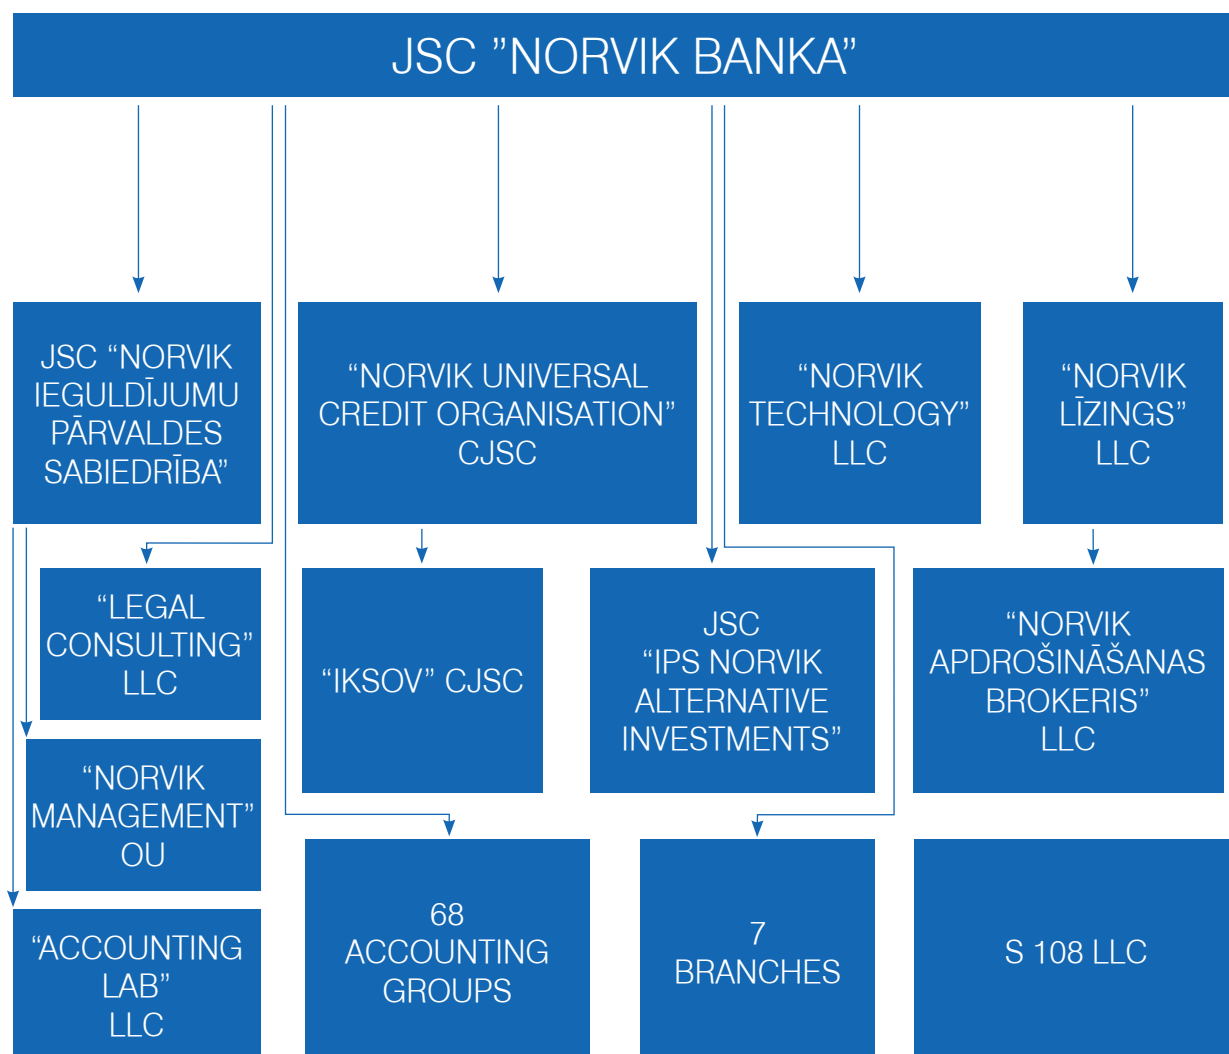 JSC ”NORVIK BANKA”
JSC “NORVIK
IEGULDĪJUMU
PĀRVALDES
SABIEDRĪBA”
“NORVIK UNIVERSAL
CREDIT ORGANISATION”
CJSC
“NORVIK
TECHNOLOGY”
LLC
“NORVIK
LĪZINGS”
LLC
“LEGAL
CONSULTING”
LLC
“IKSOV” CJSC
JSC
“IPS NORVIK
ALTERNATIVE
INVESTMENTS”
“NORVIK
APDROŠINĀŠANAS
BROKERIS”
LLC
“NORVIK
MANAGEMENT”
OU
“ACCOUNTING
LAB”
LLC
68
ACCOUNTING
GROUPS
7
BRANCHES
S 108 LLC